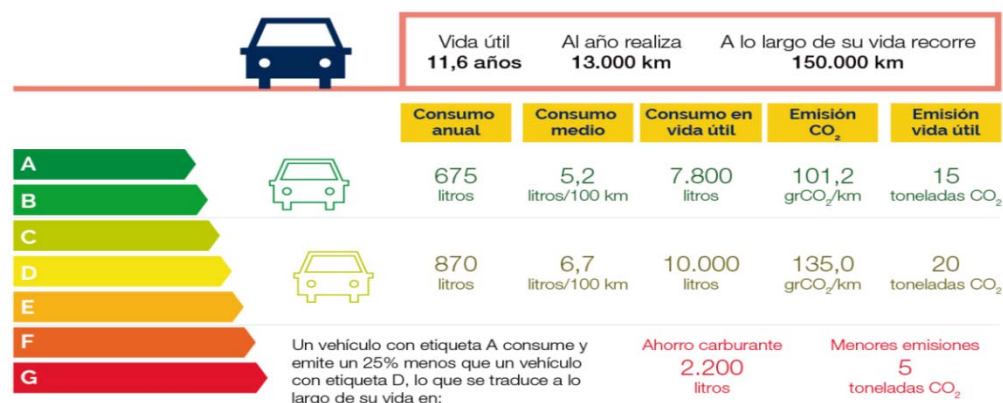 Vida útil
11,6 años
Al año realiza
13.000 km
A lo largo de su vida recorre
150.000 km
Consumo
anual
Consumo
medio
Consumo en
vida útil
Emisión
CO₂
Emisión
vida útil
A
B
675
litros
5,2
litros/100 km
7.800
litros
101,2
grCO₂/km
15
toneladas CO₂
C
D
E
870
litros
6,7
litros/100 km
10.000
litros
135,0
grCO₂/km
20
toneladas CO₂
F
G
Un vehículo con etiqueta A consume y
emite un 25% menos que un vehículo
con etiqueta D, lo que se traduce a lo
largo de su vida en:
Ahorro carburante
2.200
litros
Menores emisiones
5
toneladas CO₂